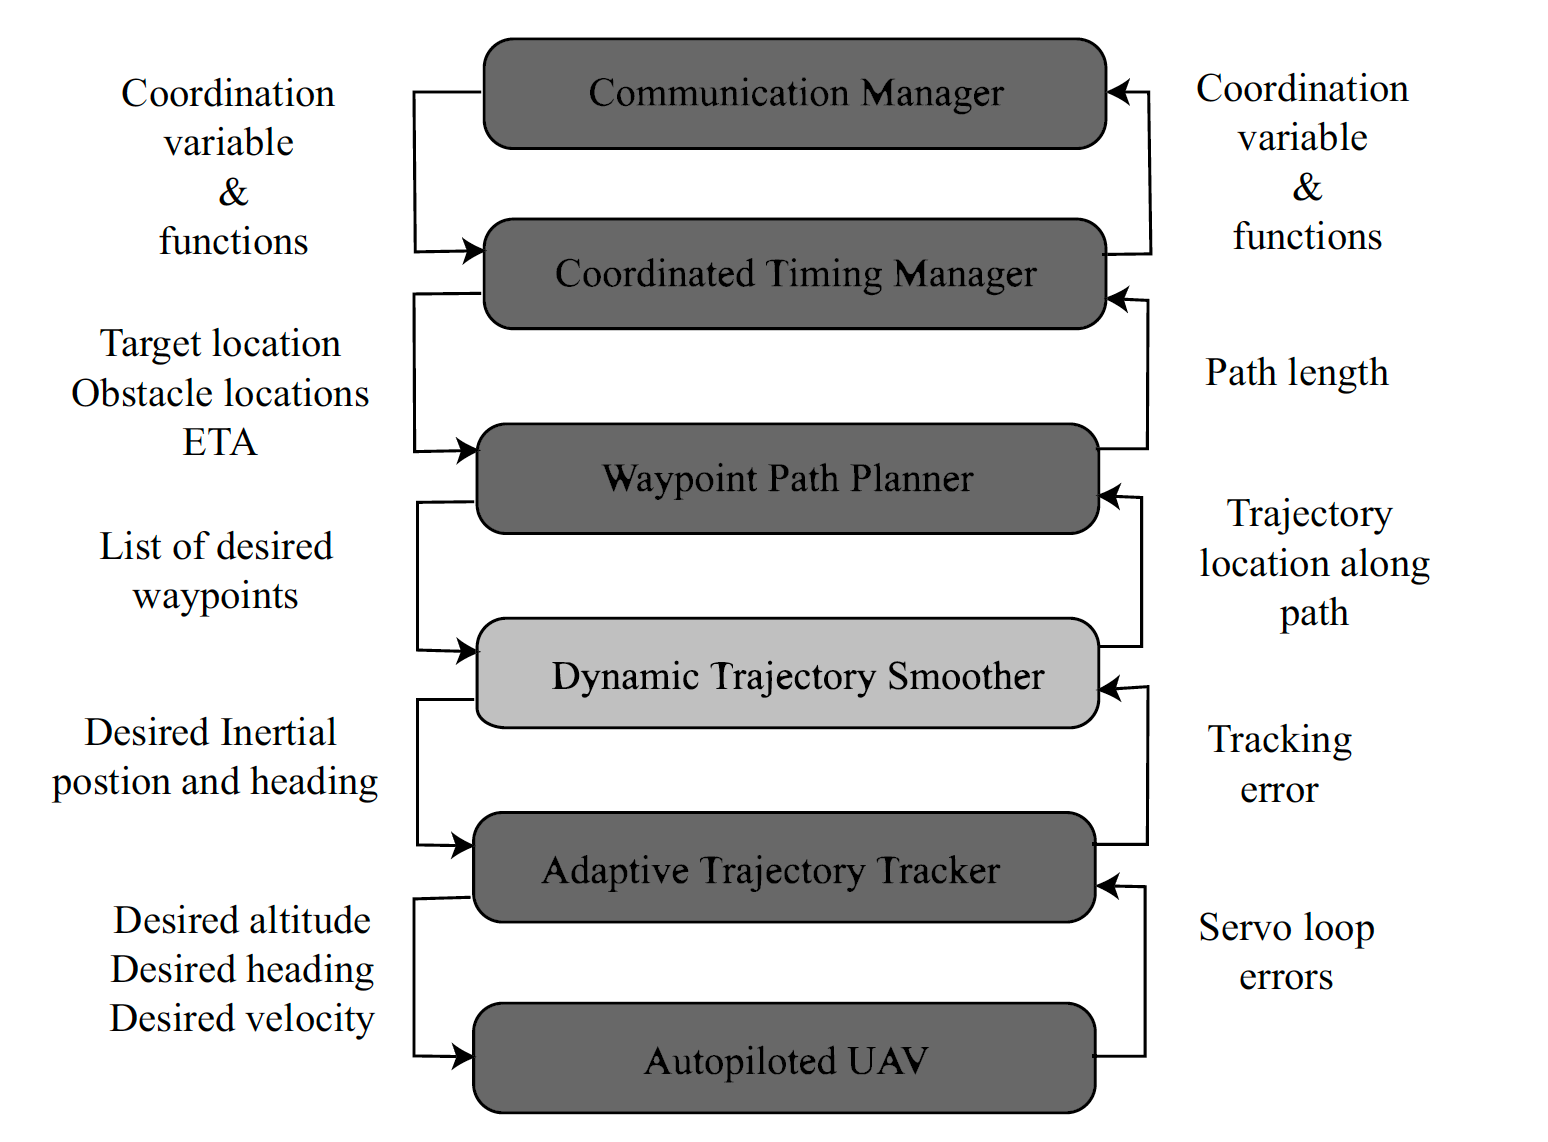 Communication Manager
Coordination
variable
&
functions
Coordination
variable
&
functions
Coordinated Timing Manager
Target location
Obstacle locations
ETA
Path length
Waypoint Path Planner
List of desired
waypoints
Trajectory
location along
path
Dynamic Trajectory Smoother
Desired Inertial
postion and heading
Tracking
error
Adaptive Trajectory Tracker
Desired altitude
Desired heading
Desired velocity
Servo loop
errors
Autopiloted UAV